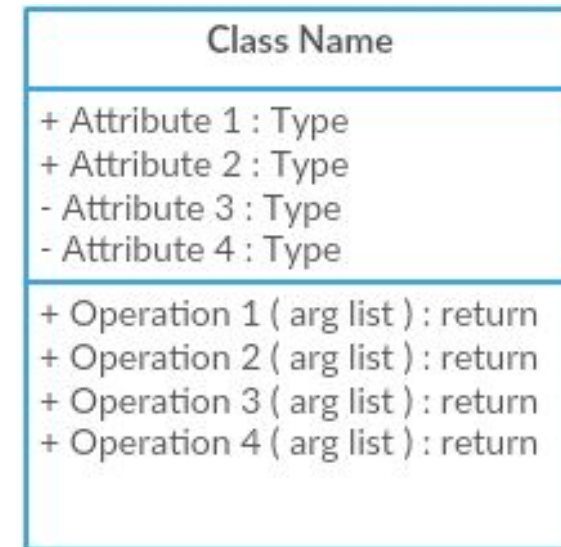 Class Name
+ Attribute 1 : Type
+ Attribute 2 : Type
- Attribute 3 : Type
- Attribute 4 : Type
+ Operation 1 ( arg list ) : return
+ Operation 2 ( arg list ) : return
+ Operation 3 ( arg list ) : return
+ Operation 4 ( arg list ) : return